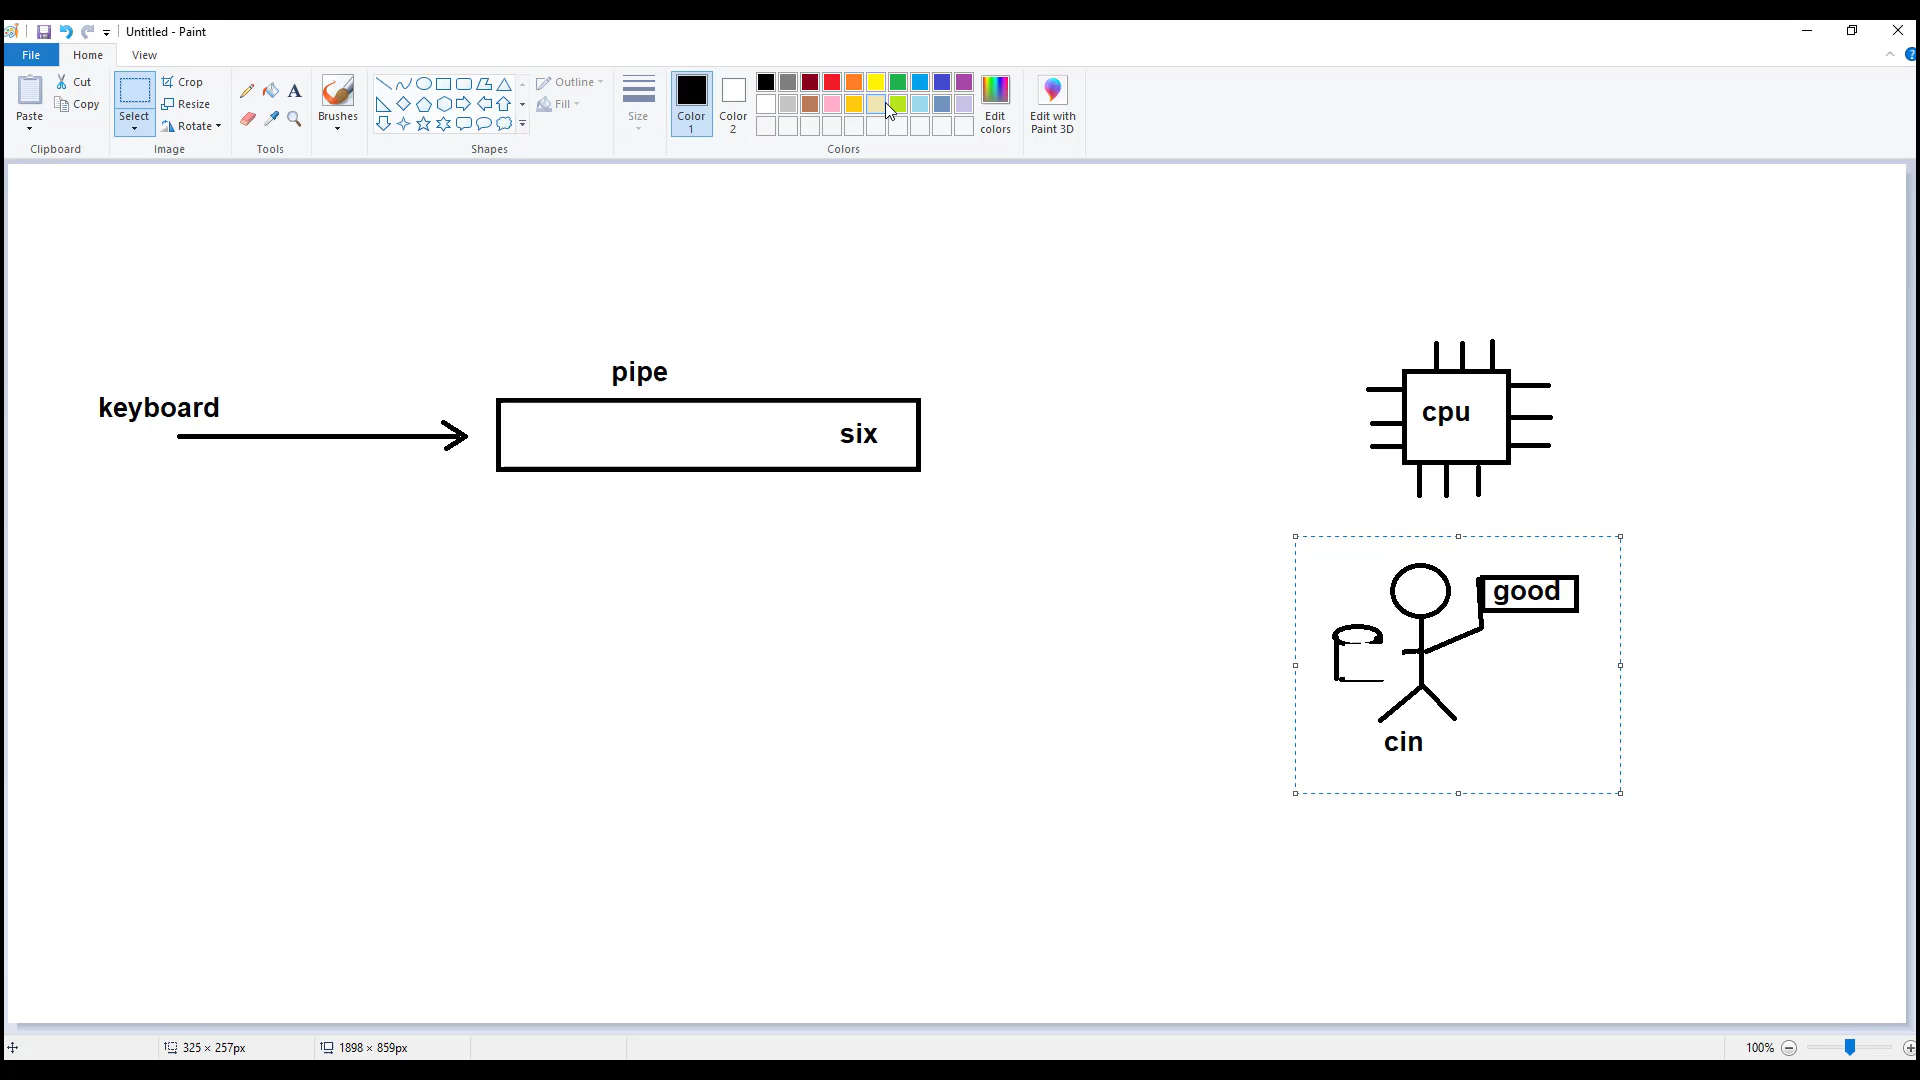 Untitled - Paint
File Home View
Paste
Cut
Copy
Clipboard
Select
Crop
Resize
Rotate
Image
A
Tools
Brushes
Shapes
Outline
Fill
Size
Color 1
Color 2
Colors
Edit colors
Edit with Paint 3D
pipe
keyboard
six
cpu
good
cin
325 × 257px
1898 × 859px
100%